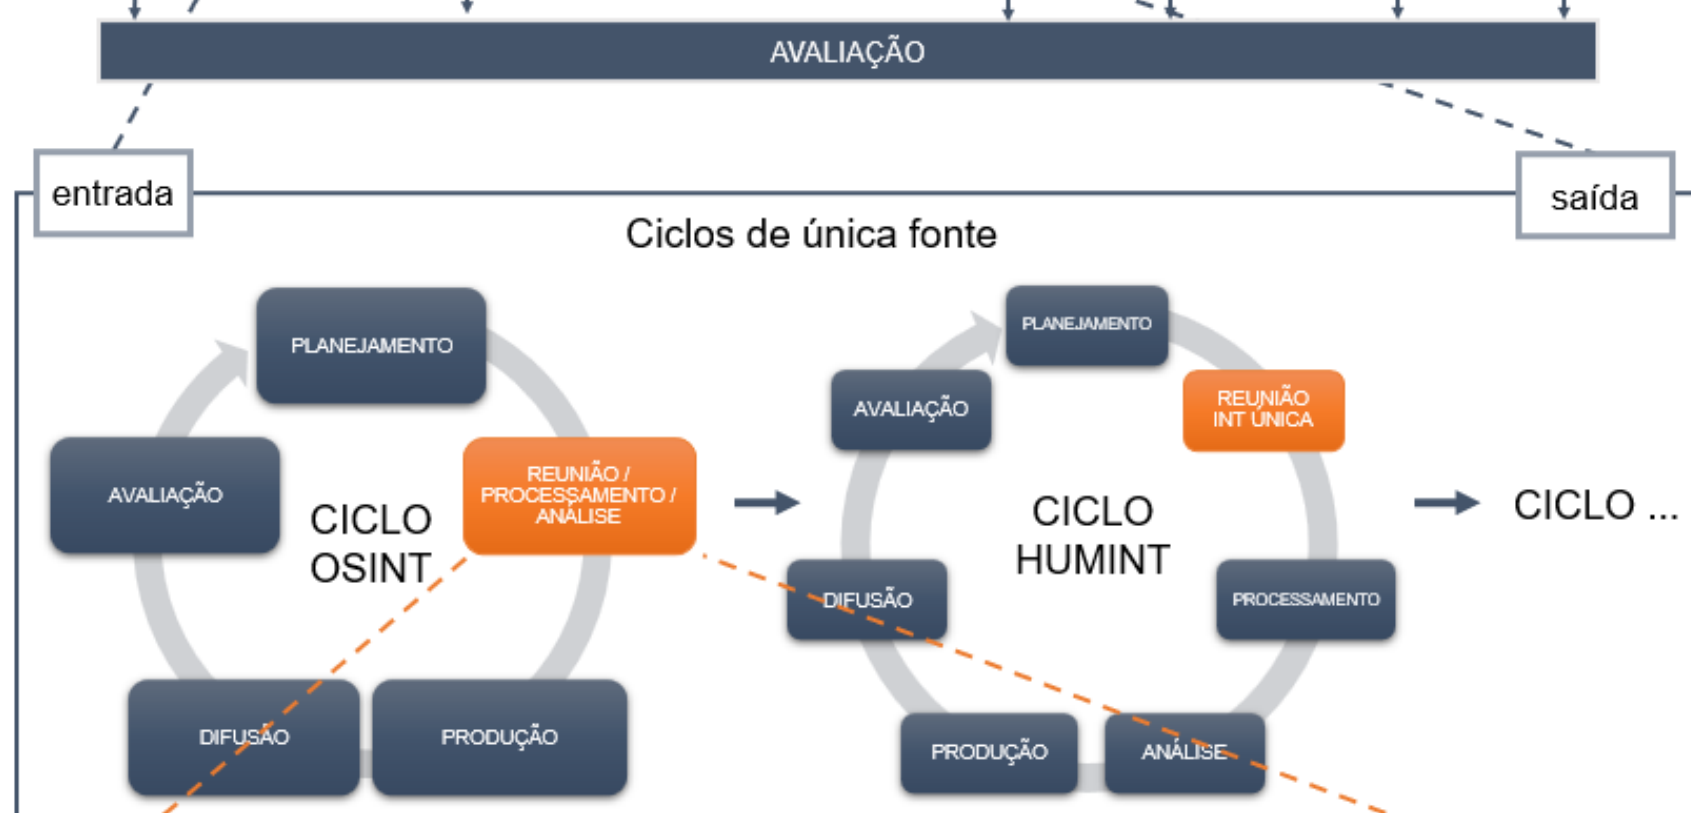 AVALIAÇÃO
entrada
saída
Ciclos de única fonte
PLANEJAMENTO
AVALIAÇÃO
REUNIÃO /
PROCESSAMENTO /
ANÁLISE
CICLO
OSINT
DIFUSÃO
PRODUÇÃO
PLANEJAMENTO
AVALIAÇÃO
REUNIÃO
INT ÚNICA
CICLO
HUMINT
DIFUSÃO
PROCESSAMENTO
PRODUÇÃO
ANÁLISE
CICLO ...